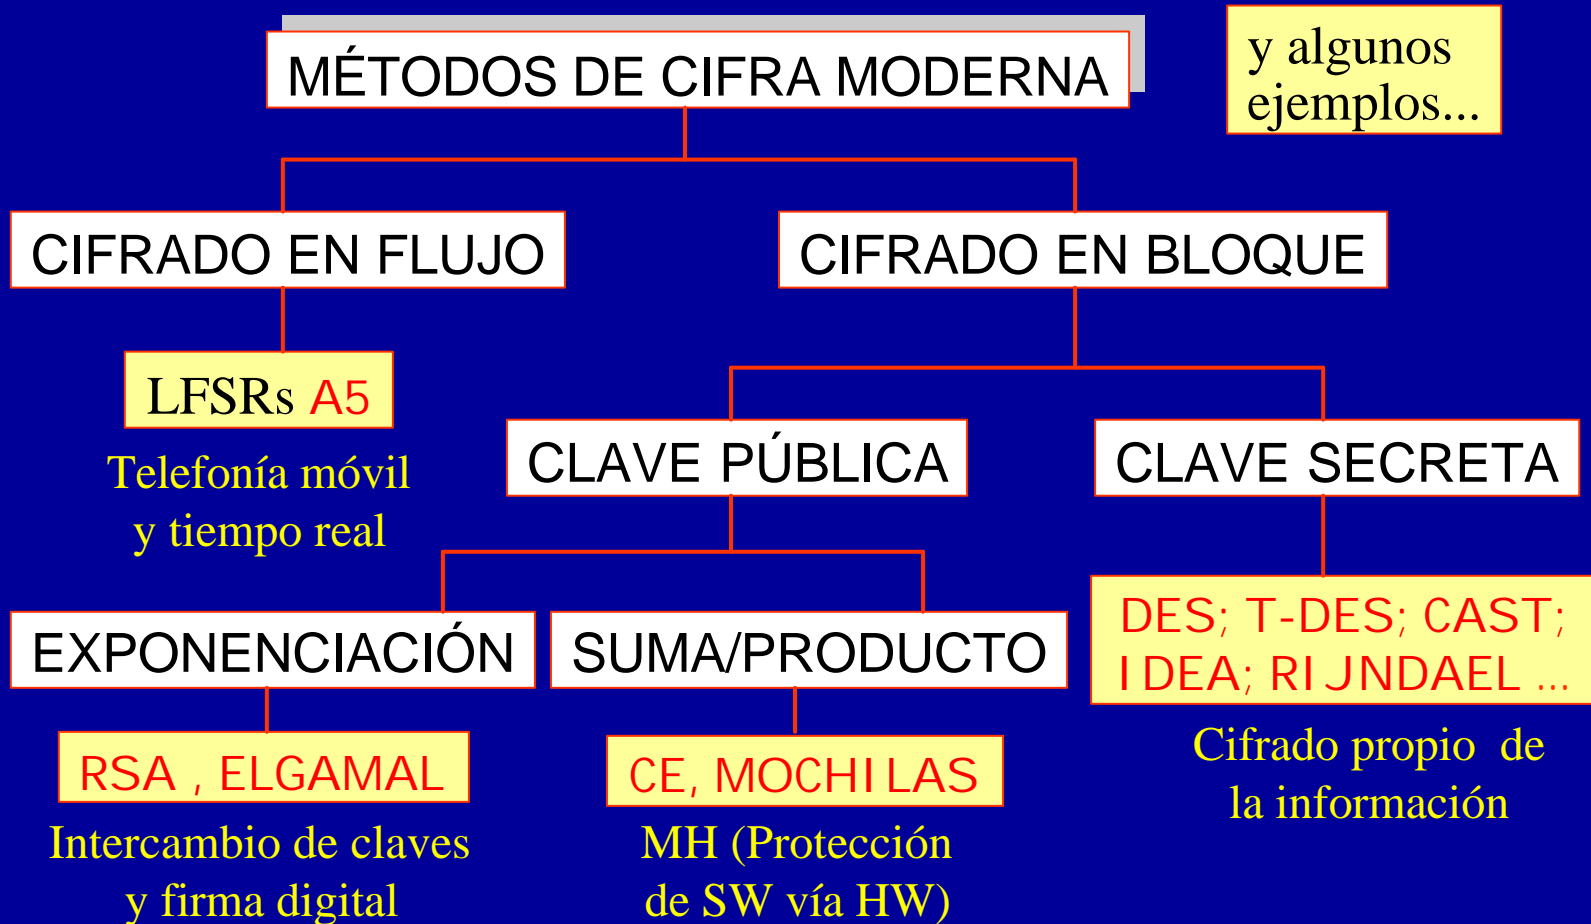 MÉTODOS DE CIFRA MODERNA
y algunos
ejemplos...
CIFRADO EN FLUJO
CIFRADO EN BLOQUE
LFSRs A5
Telefonía móvil
y tiempo real
CLAVE PÚBLICA
CLAVE SECRETA
EXPONENCIACIÓN
SUMA/PRODUCTO
DES; T-DES; CAST;
IDEA; RIJNDAEL ...
Cifrado propio de
la información
RSA , ELGAMAL
CE, MOCHILAS
Intercambio de claves
y firma digital
MH (Protección
de SW vía HW)